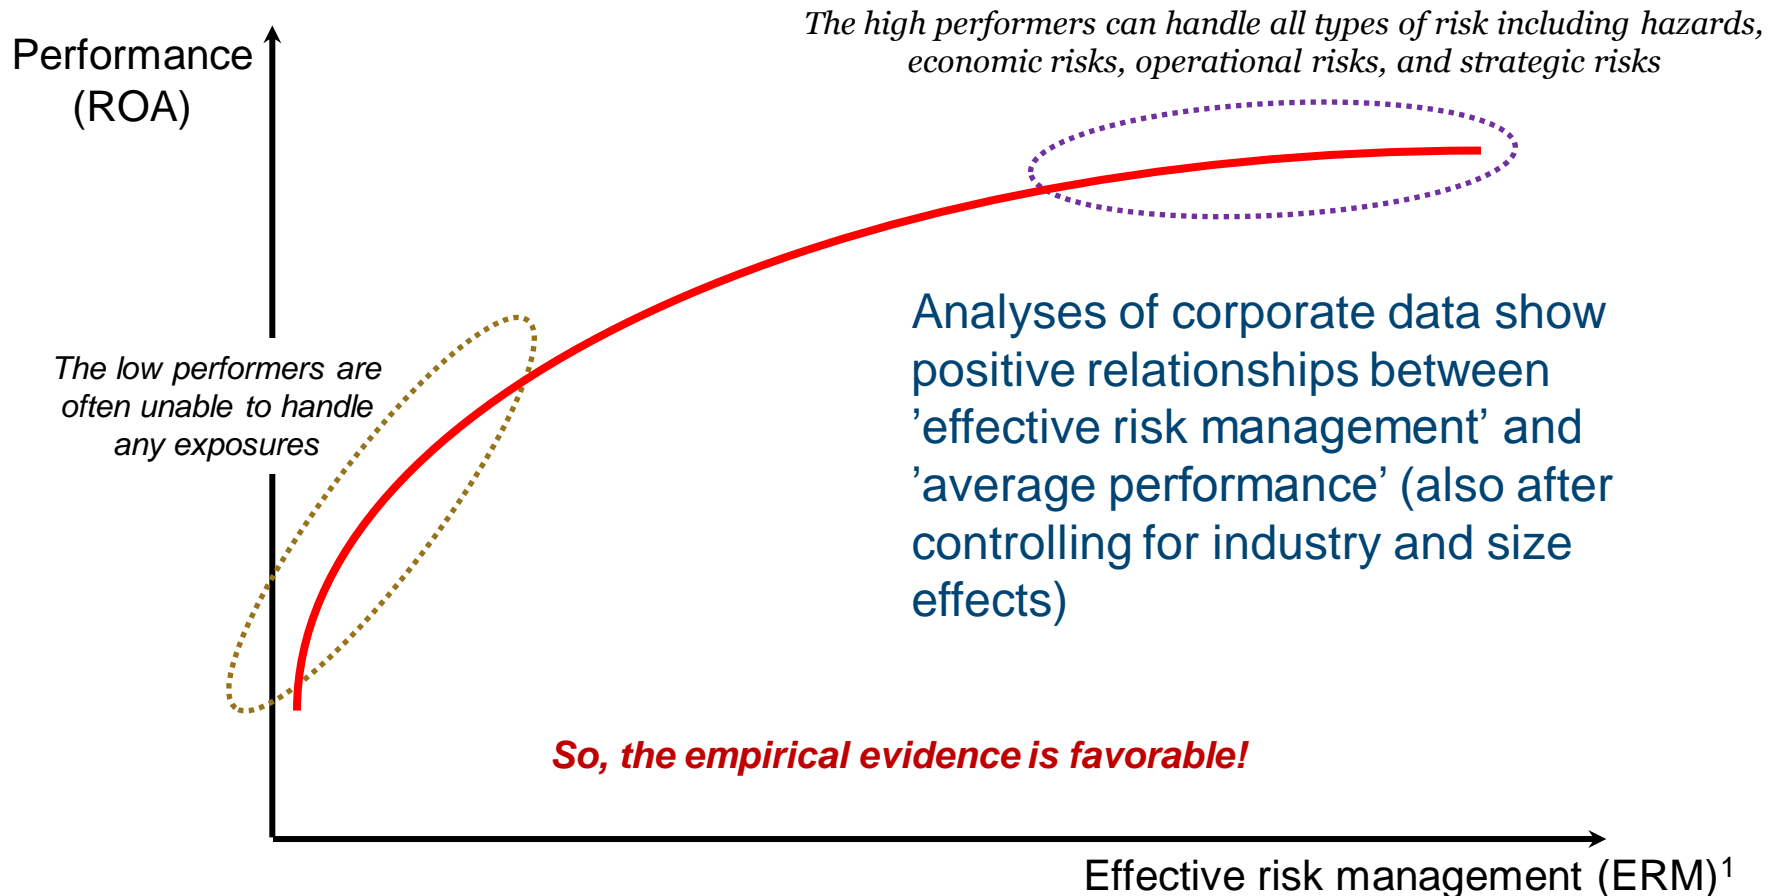 Performance
(ROA)
The high performers can handle all types of risk including hazards,
economic risks, operational risks, and strategic risks
The low performers are
often unable to handle
any exposures
Analyses of corporate data show
positive relationships between
’effective risk management’ and
’average performance’ (also after
controlling for industry and size
effects)
So, the empirical evidence is favorable!
Effective risk management (ERM)¹